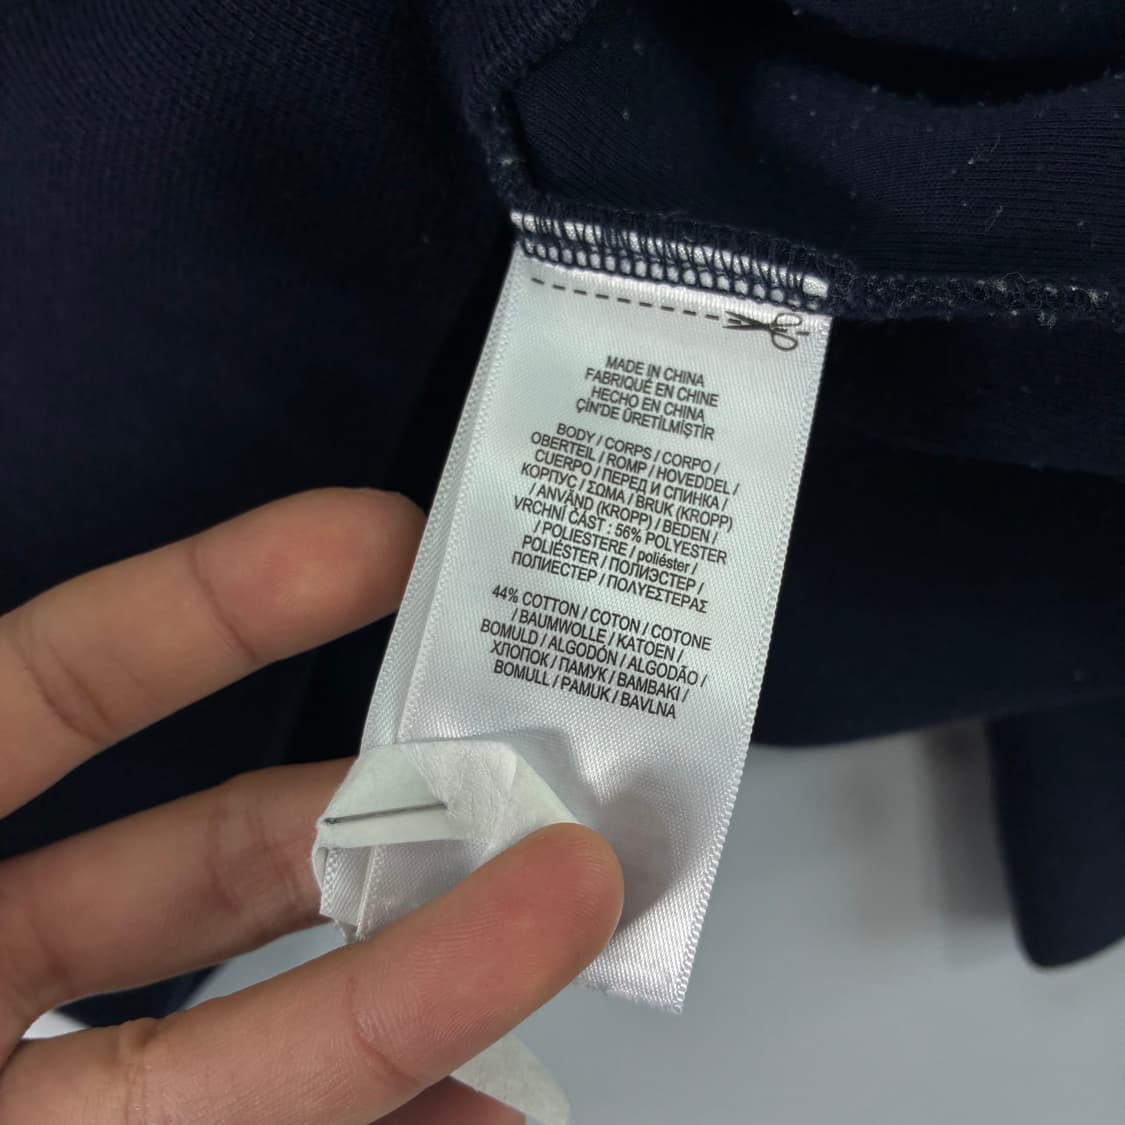 MADE IN CHINA
FABRIQUÉ EN CHINE
HECHO EN CHINA
ÇİN'DE ÜRETİLMİŞTİR
BODY / CORPS / CORPO /
OBERTEIL / ROMP / HOVEDDEL /
CUERPO / ПЕРЕД И СПИНКА /
КОРПУС / ΣΩΜΑ / BRUK (KROPP)
/ ANVÄND (KROPP) / BEDEN /
VRCHNÍ ČÁST : 56% POLYESTER
/ POLIESTERE / poliéster /
POLIÉSTER / ПОЛИЭСТЕР /
ПОЛИЕСТЕР / ΠΟΛΥΕΣΤΕΡΑΣ
44% COTTON / COTON / COTONE
/ BAUMWOLLE / KATOEN /
BOMULD / ALGODÓN / ALGODÃO /
ХЛОПОК / ПАМУК / ΒΑΜΒΑΚΙ /
BOMULL / PAMUK / BAVLNA